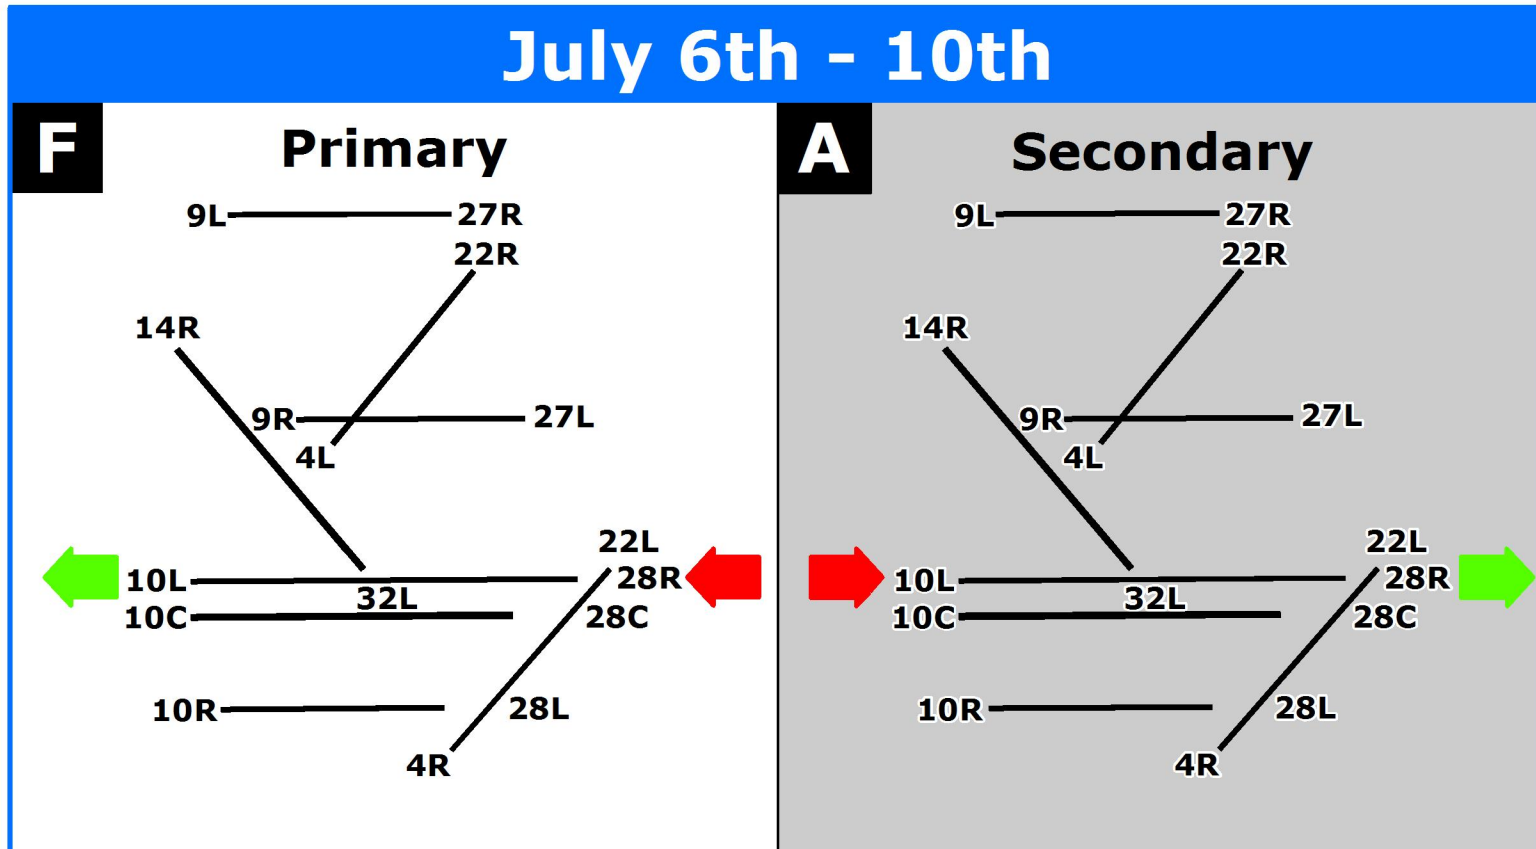 July 6th - 10th
F
Primary
9L
27R
22R
14R
9R
27L
4L
22L
10L
28R
32L
10C
28C
10R
28L
4R
A
Secondary
9L
27R
22R
14R
9R
27L
4L
22L
10L
28R
32L
10C
28C
10R
28L
4R